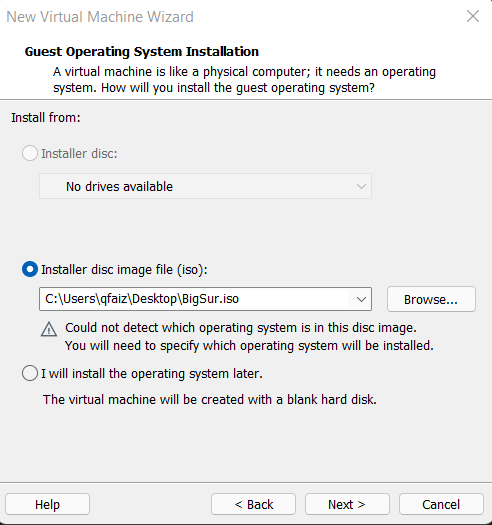 New Virtual Machine Wizard
Guest Operating System Installation
A virtual machine is like a physical computer; it needs an operating
system. How will you install the guest operating system?
Install from:
Installer disc:
No drives available
Installer disc image file (iso):
C:\Users\qfaiz\Desktop\BigSur.iso
Browse...
Could not detect which operating system is in this disc image.
You will need to specify which operating system will be installed.
I will install the operating system later.
The virtual machine will be created with a blank hard disk.
Help
< Back
Next >
Cancel